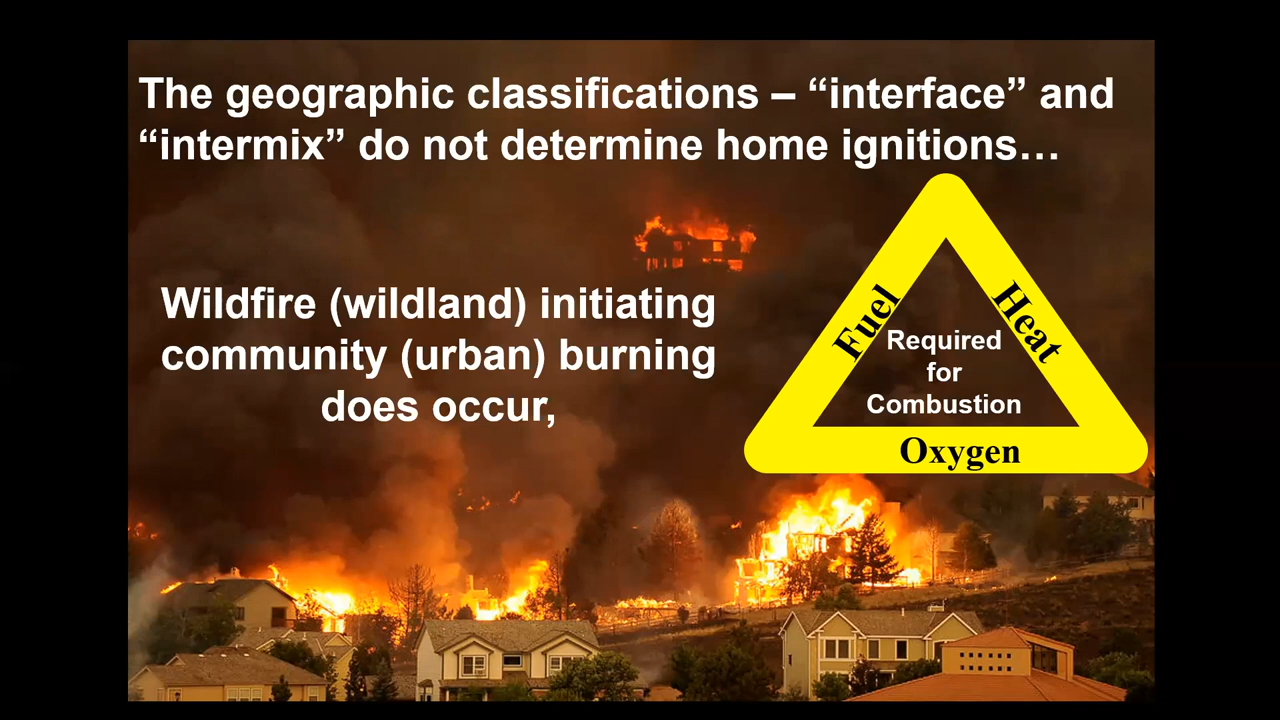 The geographic classifications – “interface” and
“intermix” do not determine home ignitions…
Wildfire (wildland) initiating
community (urban) burning
does occur,
Fuel
Heat
Required
for
Combustion
Oxygen